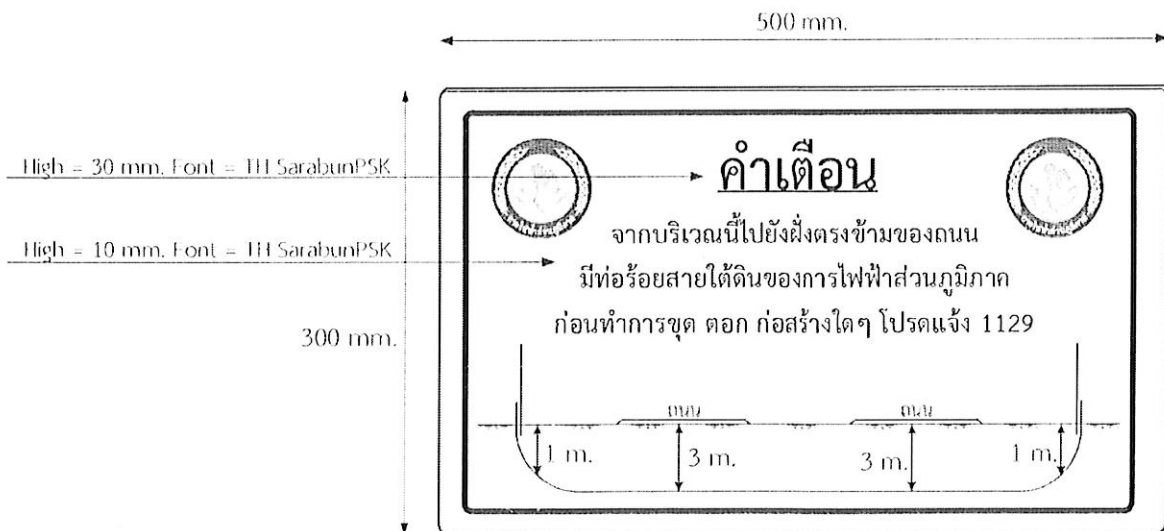 500 mm.
High = 30 mm. Font = TH SarabunPSK
คำเตือน
จากบริเวณนี้ไปยังฝั่งตรงข้ามของถนน
High = 10 mm. Font = TH SarabunPSK
มีท่อร้อยสายใต้ดินของการไฟฟ้าส่วนภูมิภาค
ก่อนทำการขุด ตอก ก่อสร้างใดๆ โปรดแจ้ง 1129
300 mm.
ถนน ถนน
1 m. 3 m. 3 m. 1 m.